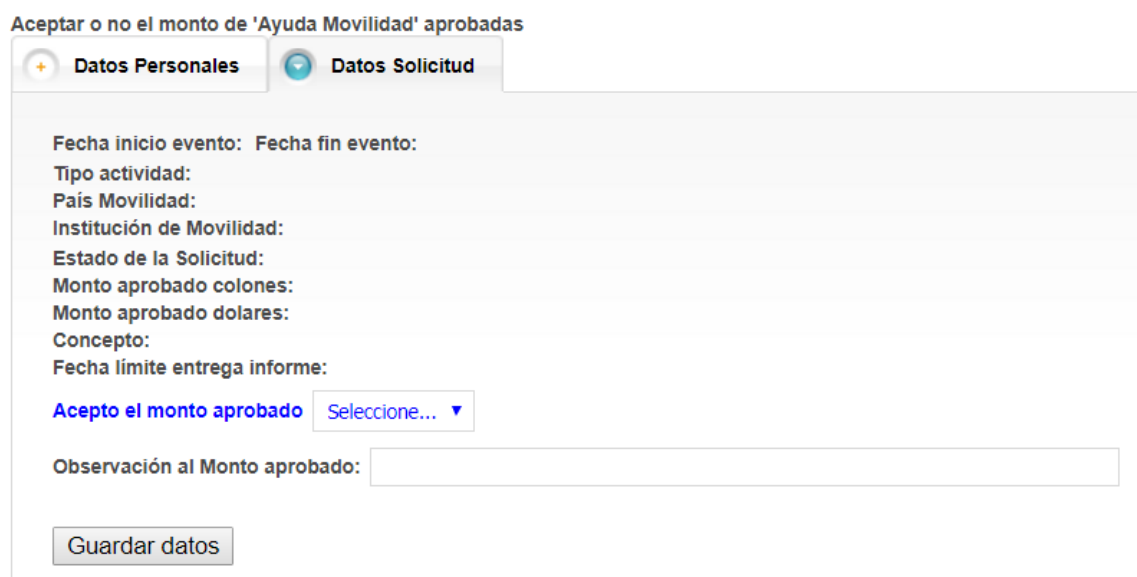 Aceptar o no el monto de 'Ayuda Movilidad' aprobadas
Datos Personales Datos Solicitud
Fecha inicio evento: Fecha fin evento:
Tipo actividad:
País Movilidad:
Institución de Movilidad:
Estado de la Solicitud:
Monto aprobado colones:
Monto aprobado dolares:
Concepto:
Fecha límite entrega informe:
Acepto el monto aprobado Seleccione...
Observación al Monto aprobado:
Guardar datos